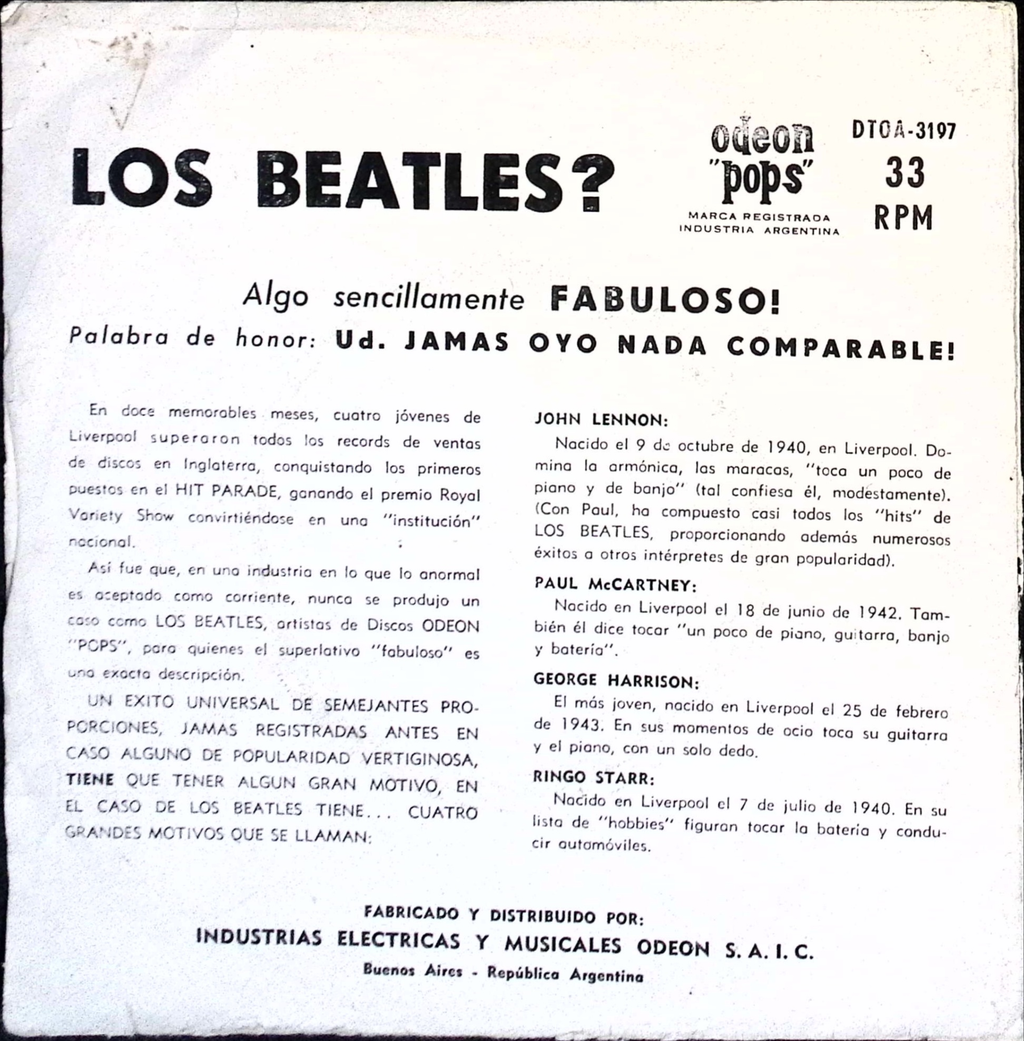 LOS BEATLES?
odeon
"pops"
MARCA REGISTRADA
INDUSTRIA ARGENTINA
DTOA-3197
33
RPM
Algo sencillamente FABULOSO!
Palabra de honor: Ud. JAMAS OYO NADA COMPARABLE!
En doce memorables meses, cuatro jóvenes de
Liverpool superaron todos los records de ventas
de discos en Inglaterra, conquistando los primeros
puestos en el HIT PARADE, ganando el premio Royal
Variety Show convirtiéndose en una "institución"
nacional.
Así fue que, en una industria en lo que lo anormal
es aceptado como corriente, nunca se produjo un
caso como LOS BEATLES, artistas de Discos ODEON
"POPS", para quienes el superlativo "fabuloso" es
una exacta descripción.
UN EXITO UNIVERSAL DE SEMEJANTES PRO-
PORCIONES, JAMAS REGISTRADAS ANTES EN
CASO ALGUNO DE POPULARIDAD VERTIGINOSA,
TIENE QUE TENER ALGUN GRAN MOTIVO, EN
EL CASO DE LOS BEATLES TIENE... CUATRO
GRANDES MOTIVOS QUE SE LLAMAN:
JOHN LENNON:
Nacido el 9 de octubre de 1940, en Liverpool. Do-
mina la armónica, las maracas, "toca un poco de
piano y de banjo" (tal confiesa él, modestamente).
(Con Paul, ha compuesto casi todos los "hits" de
LOS BEATLES, proporcionando además numerosos
éxitos a otros intérpretes de gran popularidad).
PAUL McCARTNEY:
Nacido en Liverpool el 18 de junio de 1942. Tam-
bién él dice tocar "un poco de piano, guitarra, banjo
y batería".
GEORGE HARRISON:
El más joven, nacido en Liverpool el 25 de febrero
de 1943. En sus momentos de ocio toca su guitarra
y el piano, con un solo dedo.
RINGO STARR:
Nacido en Liverpool el 7 de julio de 1940. En su
lista de "hobbies" figuran tocar la batería y condu-
cir automóviles.
FABRICADO Y DISTRIBUIDO POR:
INDUSTRIAS ELECTRICAS Y MUSICALES ODEON S. A. I. C.
Buenos Aires - República Argentina